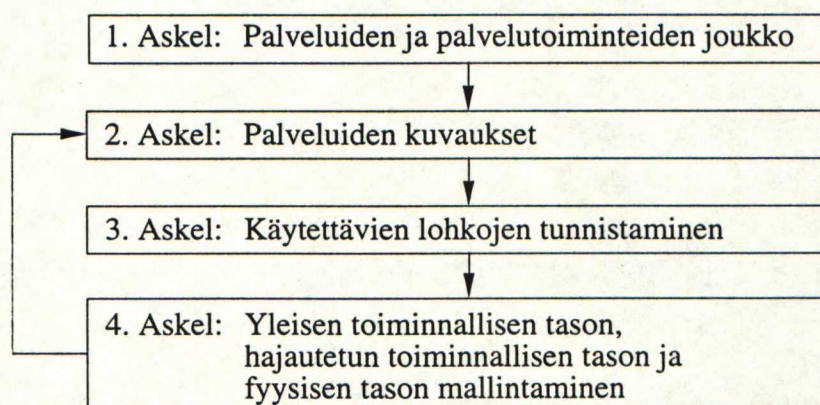 1. Askel: Palveluiden ja palvelutoiminteiden joukko
2. Askel: Palveluiden kuvaukset
3. Askel: Käytettävien lohkojen tunnistaminen
4. Askel: Yleisen toiminnallisen tason,
hajautetun toiminnallisen tason ja
fyysisen tason mallintaminen